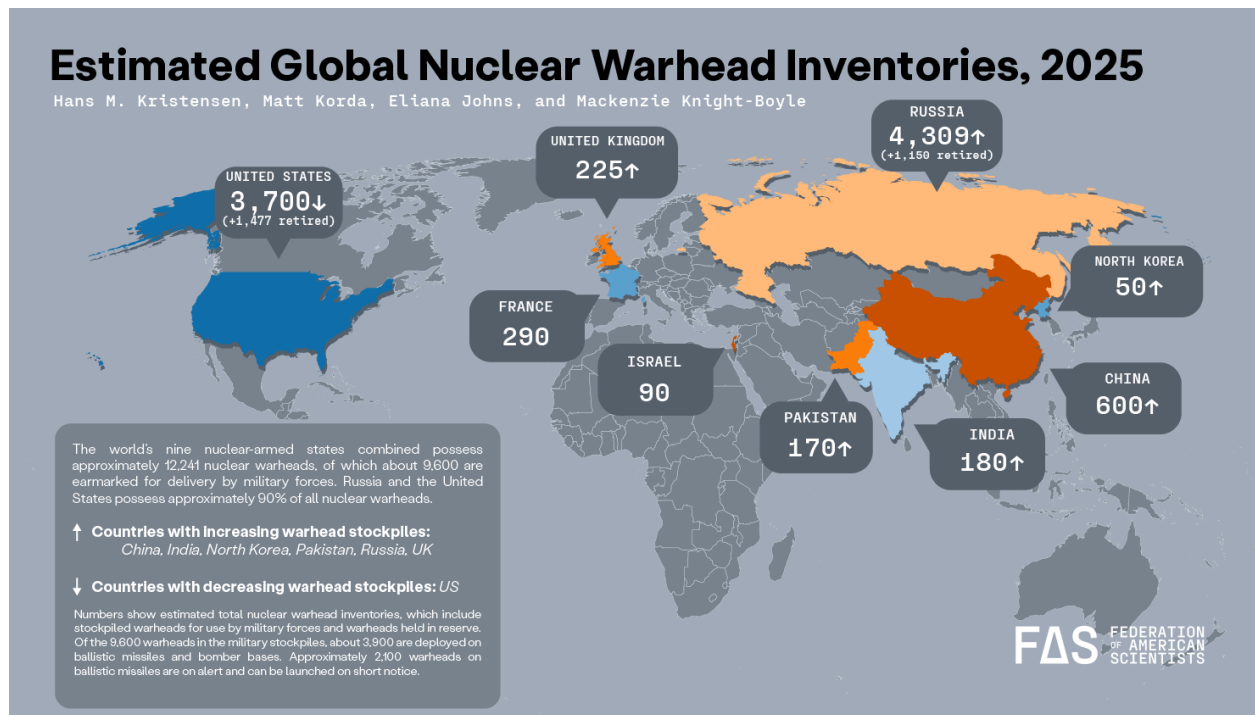 Estimated Global Nuclear Warhead Inventories, 2025
Hans M. Kristensen, Matt Korda, Eliana Johns, and Mackenzie Knight-Boyle
RUSSIA
4,309↑
(+1,150 retired)
UNITED KINGDOM
225↑
UNITED STATES
3,700↓
(+1,477 retired)
NORTH KOREA
50↑
FRANCE
290
ISRAEL
90
CHINA
600↑
PAKISTAN
170↑
INDIA
180↑
The world's nine nuclear-armed states combined possess
approximately 12,241 nuclear warheads, of which about 9,600 are
earmarked for delivery by military forces. Russia and the United
States possess approximately 90% of all nuclear warheads.
↑ Countries with increasing warhead stockpiles:
China, India, North Korea, Pakistan, Russia, UK
↓ Countries with decreasing warhead stockpiles: US
Numbers show estimated total nuclear warhead inventories, which include
stockpiled warheads for use by military forces and warheads held in reserve.
Of the 9,600 warheads in the military stockpiles, about 3,900 are deployed on
ballistic missiles and bomber bases. Approximately 2,100 warheads on
ballistic missiles are on alert and can be launched on short notice.
FAS
FEDERATION
OF AMERICAN
SCIENTISTS